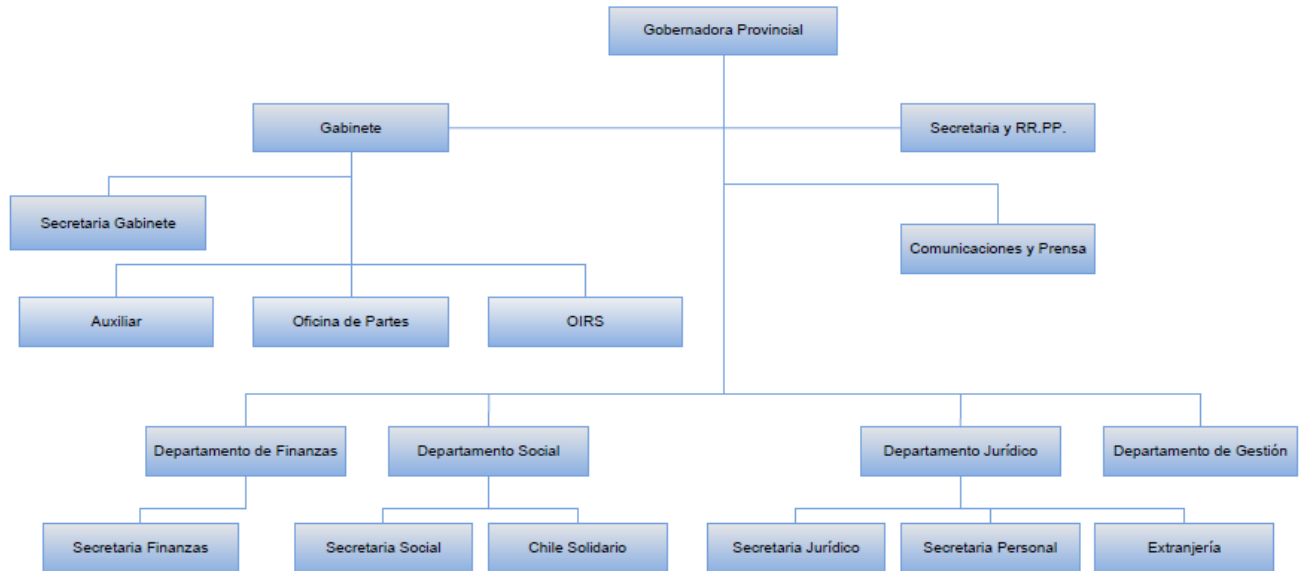 Gobernadora Provincial
Gabinete
Secretaria y RR.PP.
Secretaria Gabinete
Comunicaciones y Prensa
Auxiliar
Oficina de Partes
OIRS
Departamento de Finanzas
Departamento Social
Departamento Jurídico
Departamento de Gestión
Secretaria Finanzas
Secretaria Social
Chile Solidario
Secretaria Jurídico
Secretaria Personal
Extranjería